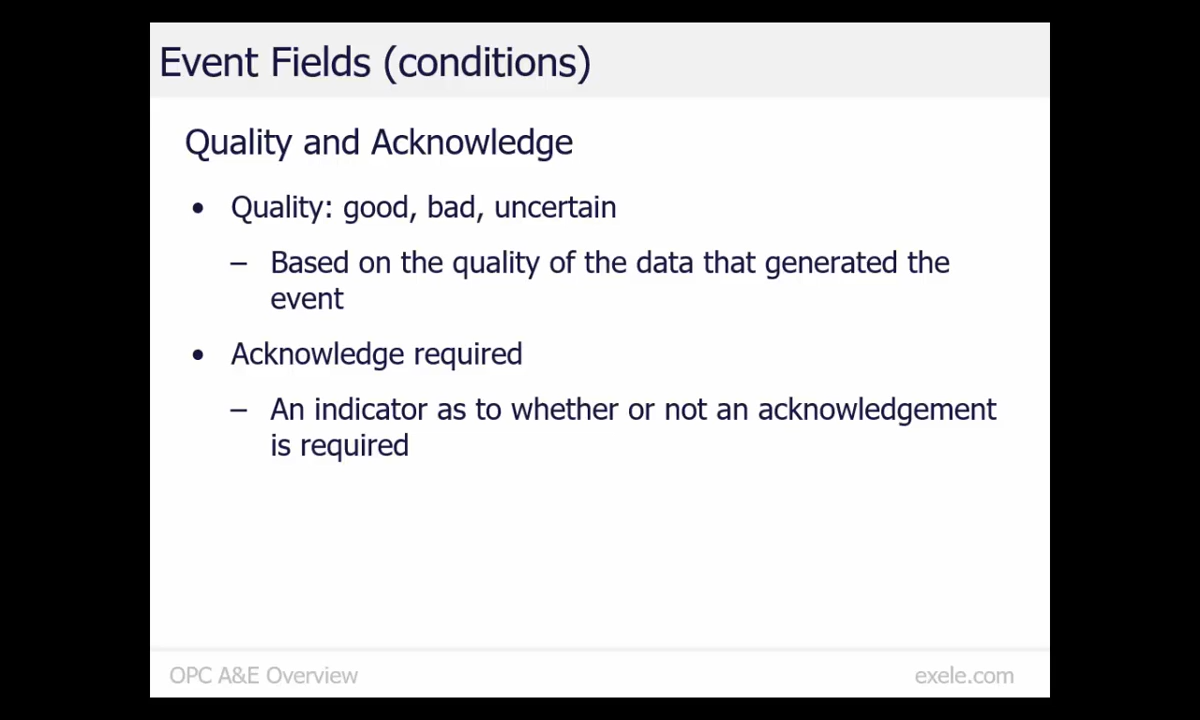 Event Fields (conditions)
Quality and Acknowledge
• Quality: good, bad, uncertain
– Based on the quality of the data that generated the
event
• Acknowledge required
– An indicator as to whether or not an acknowledgement
is required
OPC A&E Overview
exele.com